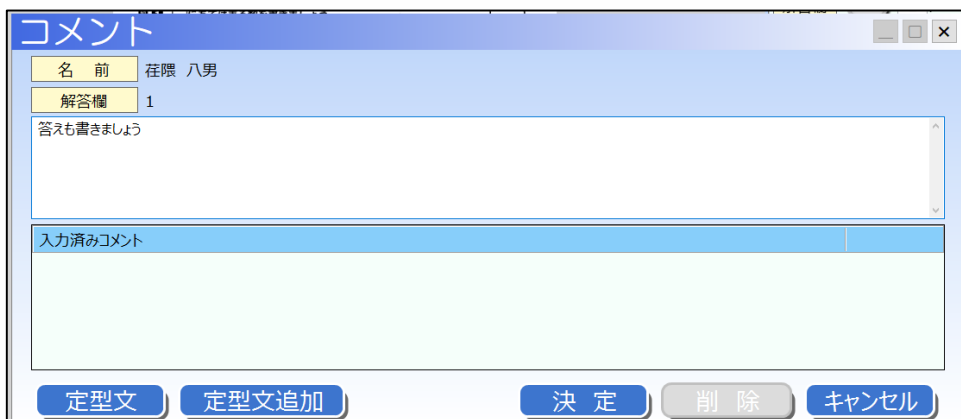 コメント
名 前 荏隈 八男
解答欄 1
答えも書きましょう
入力済みコメント
定型文 定型文追加 決 定 削 除 キャンセル